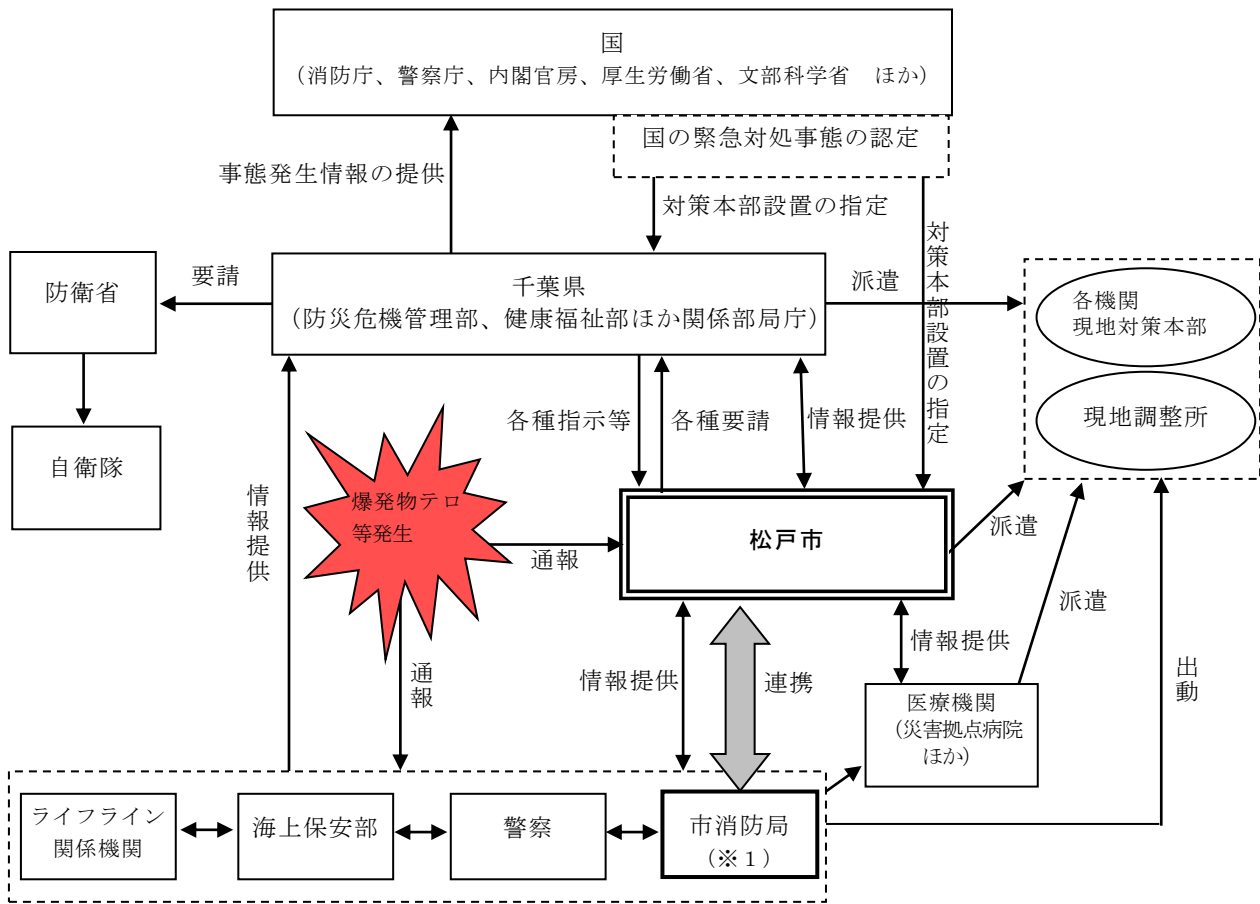 国
（消防庁、警察庁、内閣官房、厚生労働省、文部科学省　ほか）
国の緊急対処事態の認定
事態発生情報の提供
対策本部設置の指定
対策本部設置の指定
防衛省
要請
千葉県
（防災危機管理部、健康福祉部ほか関係部局庁）
派遣
各機関
現地対策本部
現地調整所
自衛隊
各種指示等
各種要請
情報提供
情報提供
爆発物テロ
等発生
通報
松戸市
派遣
通報
情報提供
連携
情報提供
派遣
出動
医療機関
（災害拠点病院
ほか）
ライフライン
関係機関
海上保安部
警察
市消防局
（※１）